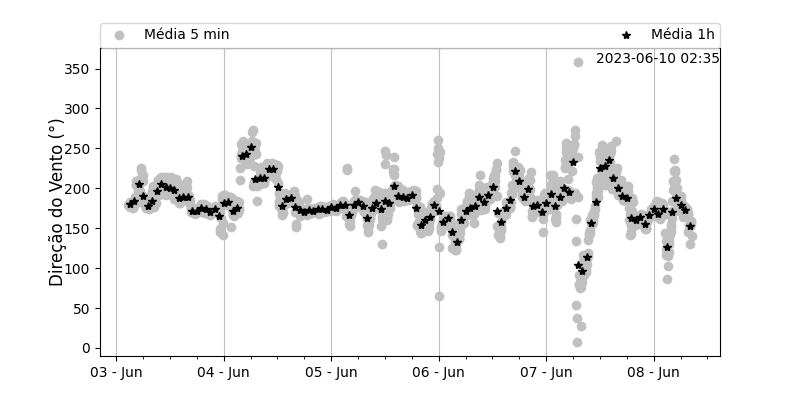 Média 5 min
Média 1h
2023-06-10 02:35
Direção do Vento (°)
350
300
250
200
150
100
50
0
03 - Jun
04 - Jun
05 - Jun
06 - Jun
07 - Jun
08 - Jun